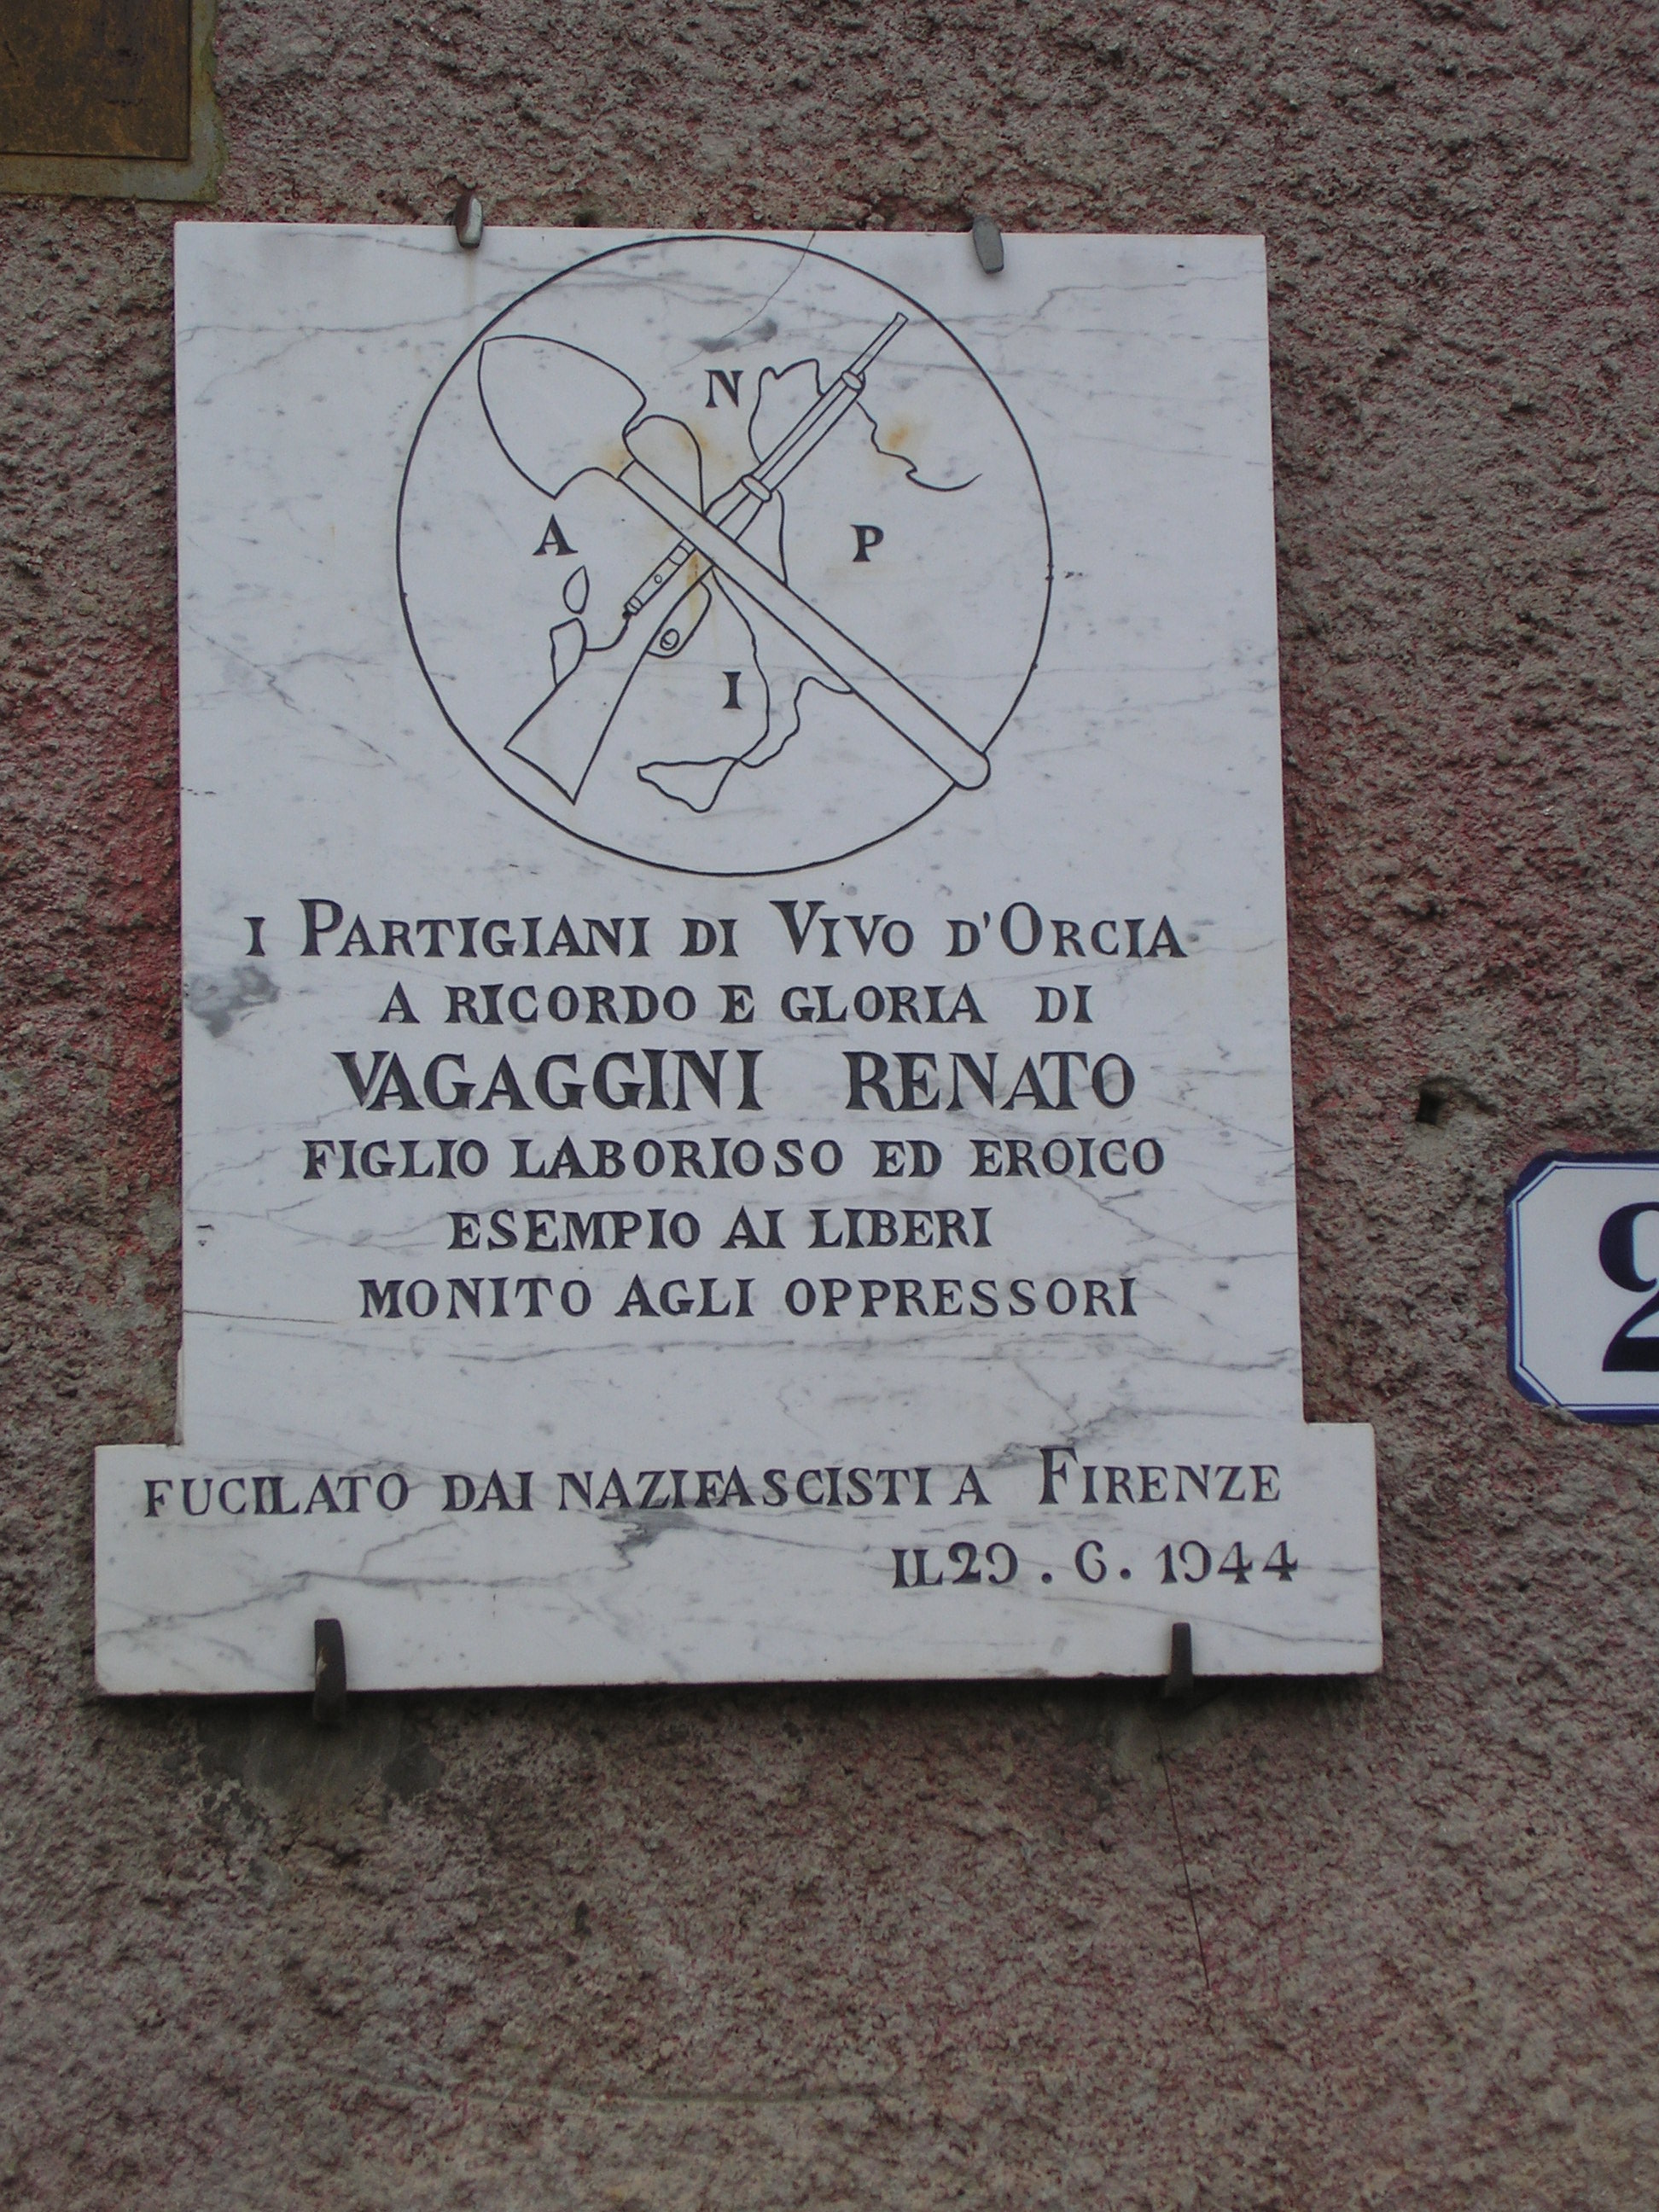 N
A P
I
I PARTIGIANI DI VIVO D'ORCIA
A RICORDO E GLORIA DI
VAGAGGINI RENATO
FIGLIO LABORIOSO ED EROICO
ESEMPIO AI LIBERI
MONITO AGLI OPPRESSORI
FUCILATO DAI NAZIFASCISTI A FIRENZE
IL 29.6.1944
2